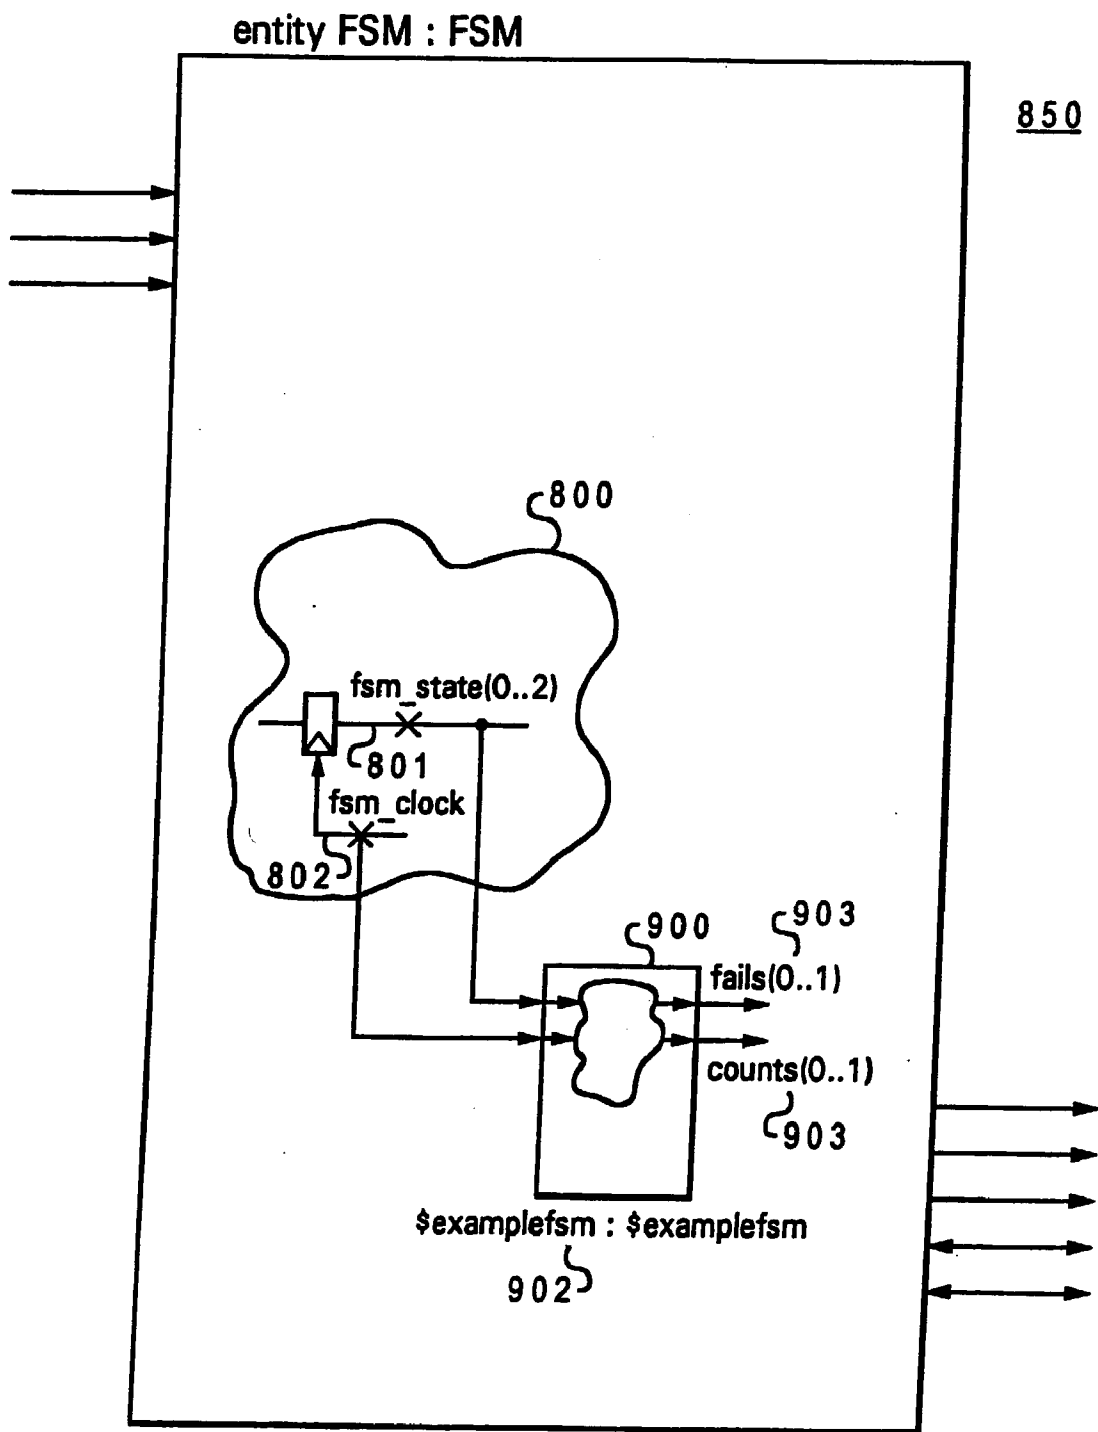 entity FSM : FSM
850
800
fsm_state(0..2)
801
fsm_clock
802
900
903
fails(0..1)
counts(0..1)
903
$examplefsm : $examplefsm
902